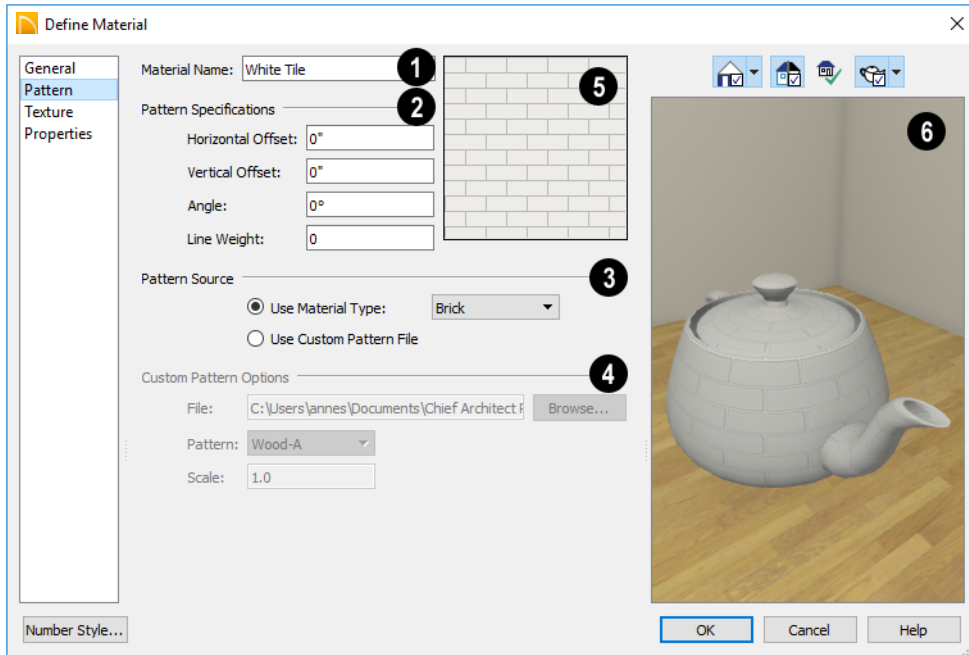 Define Material
General
Pattern
Texture
Properties
Material Name: White Tile 1
Pattern Specifications 2
Horizontal Offset: 0"
Vertical Offset: 0"
Angle: 0°
Line Weight: 0
5
6
Pattern Source 3
Use Material Type: Brick
Use Custom Pattern File
Custom Pattern Options 4
File: C:\Users\annes\Documents\Chief Architect P Browse...
Pattern: Wood-A
Scale: 1.0
Number Style... OK Cancel Help